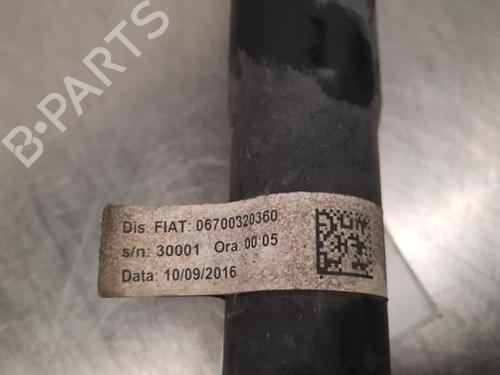 B-PARTS
Dis. FIAT: 06700320360
s/n: 30001 Ora: 00:05
Data: 10/09/2016